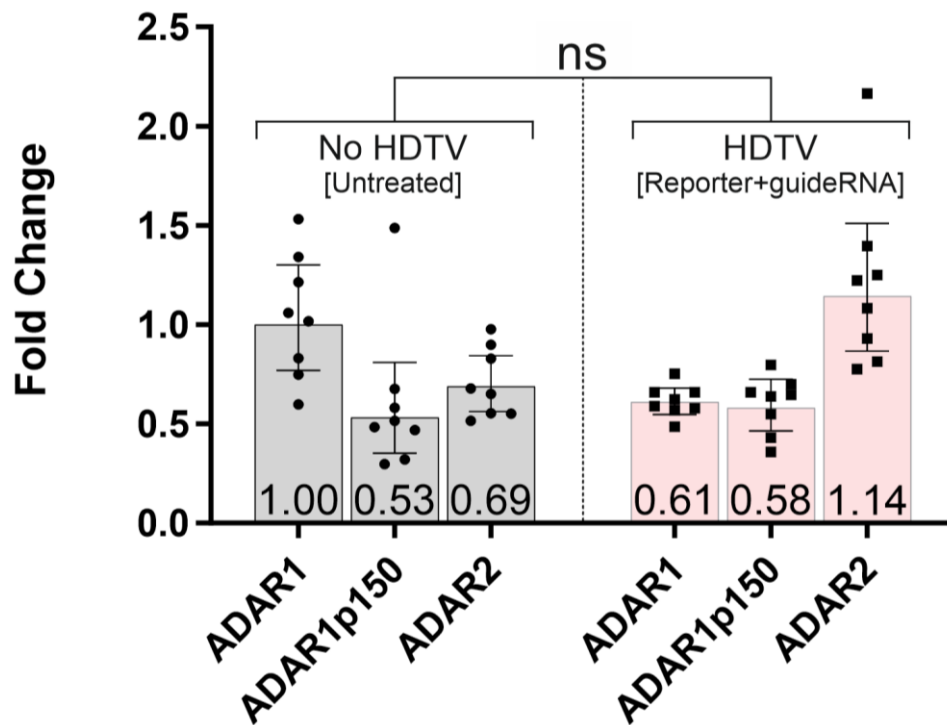 Fold Change
2.5
2.0
1.5
1.0
0.5
0.0
ns
No HDTV
[Untreated]
HDTV
[Reporter+guideRNA]
1.00
0.53
0.69
0.61
0.58
1.14
ADAR1
ADAR1p150
ADAR2
ADAR1
ADAR1p150
ADAR2